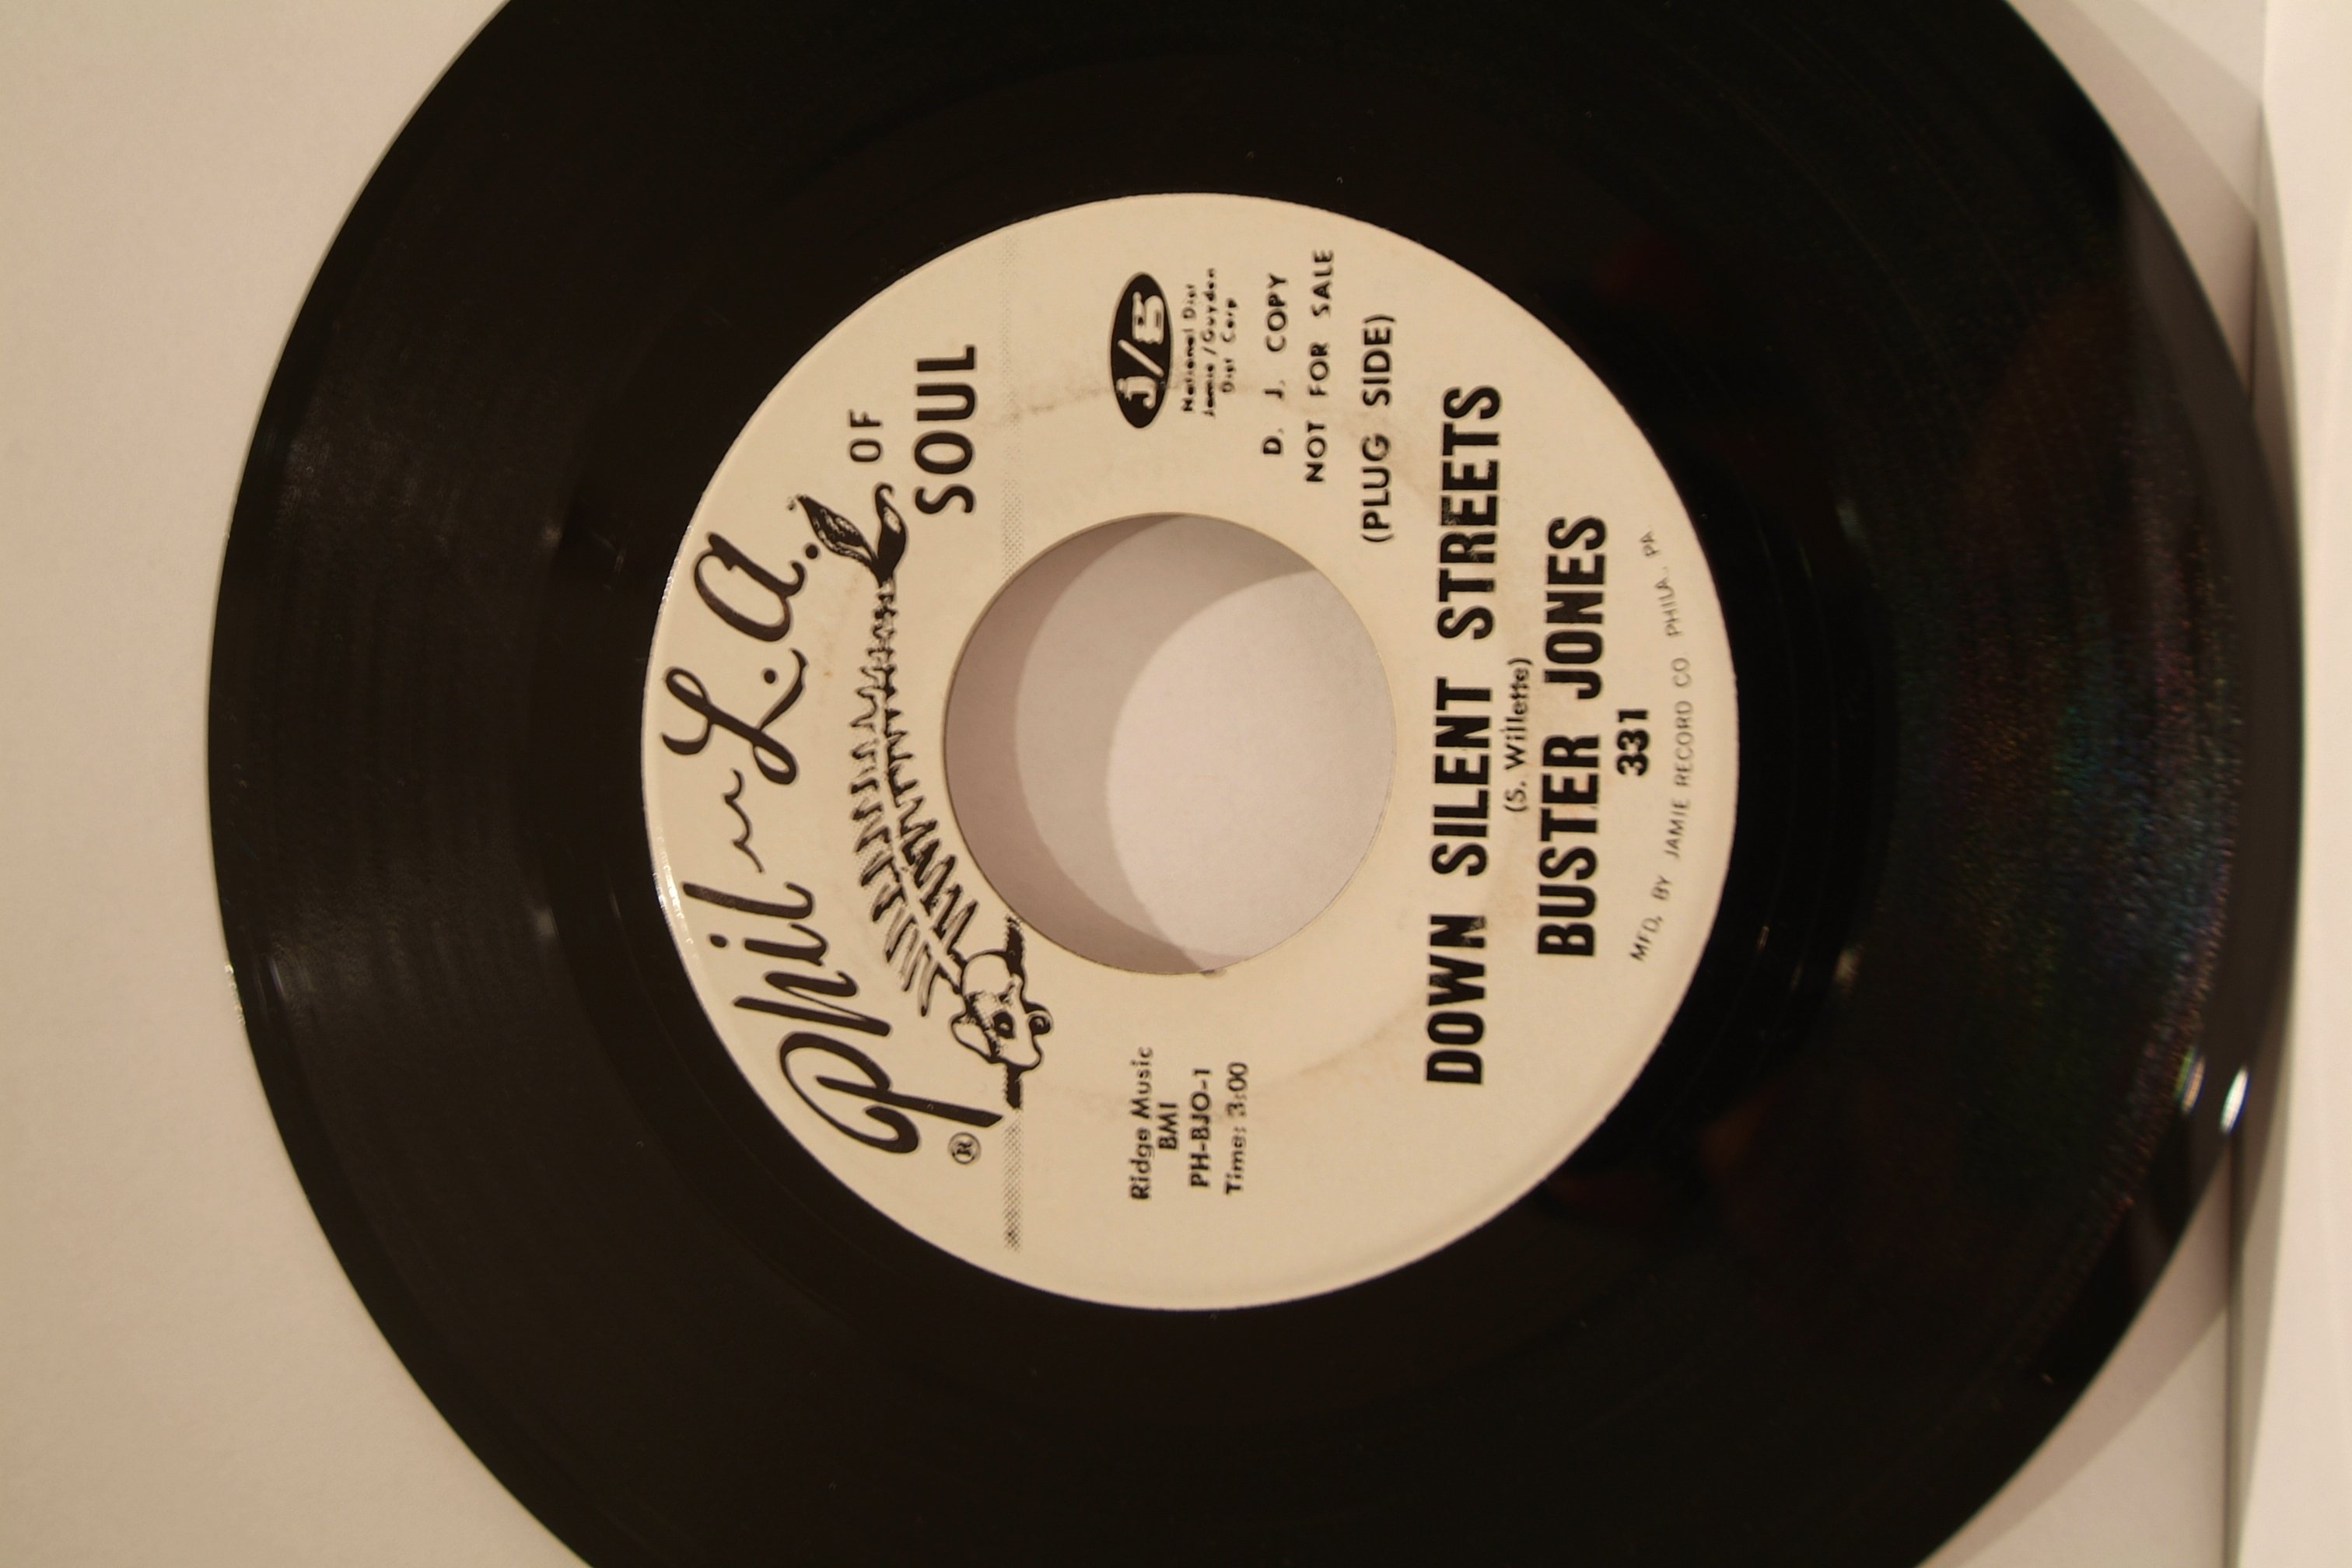 Phil L.A.
OF
SOUL
®
Ridge Music
BMI
PH-BJO-1
Time: 3:00
j/g
National Dist
Jamie/Guyden
Dist Corp
D. J. COPY
NOT FOR SALE
(PLUG SIDE)
DOWN SILENT STREETS
(S. Willette)
BUSTER JONES
331
MFD. BY JAMIE RECORD CO PHILA. PA